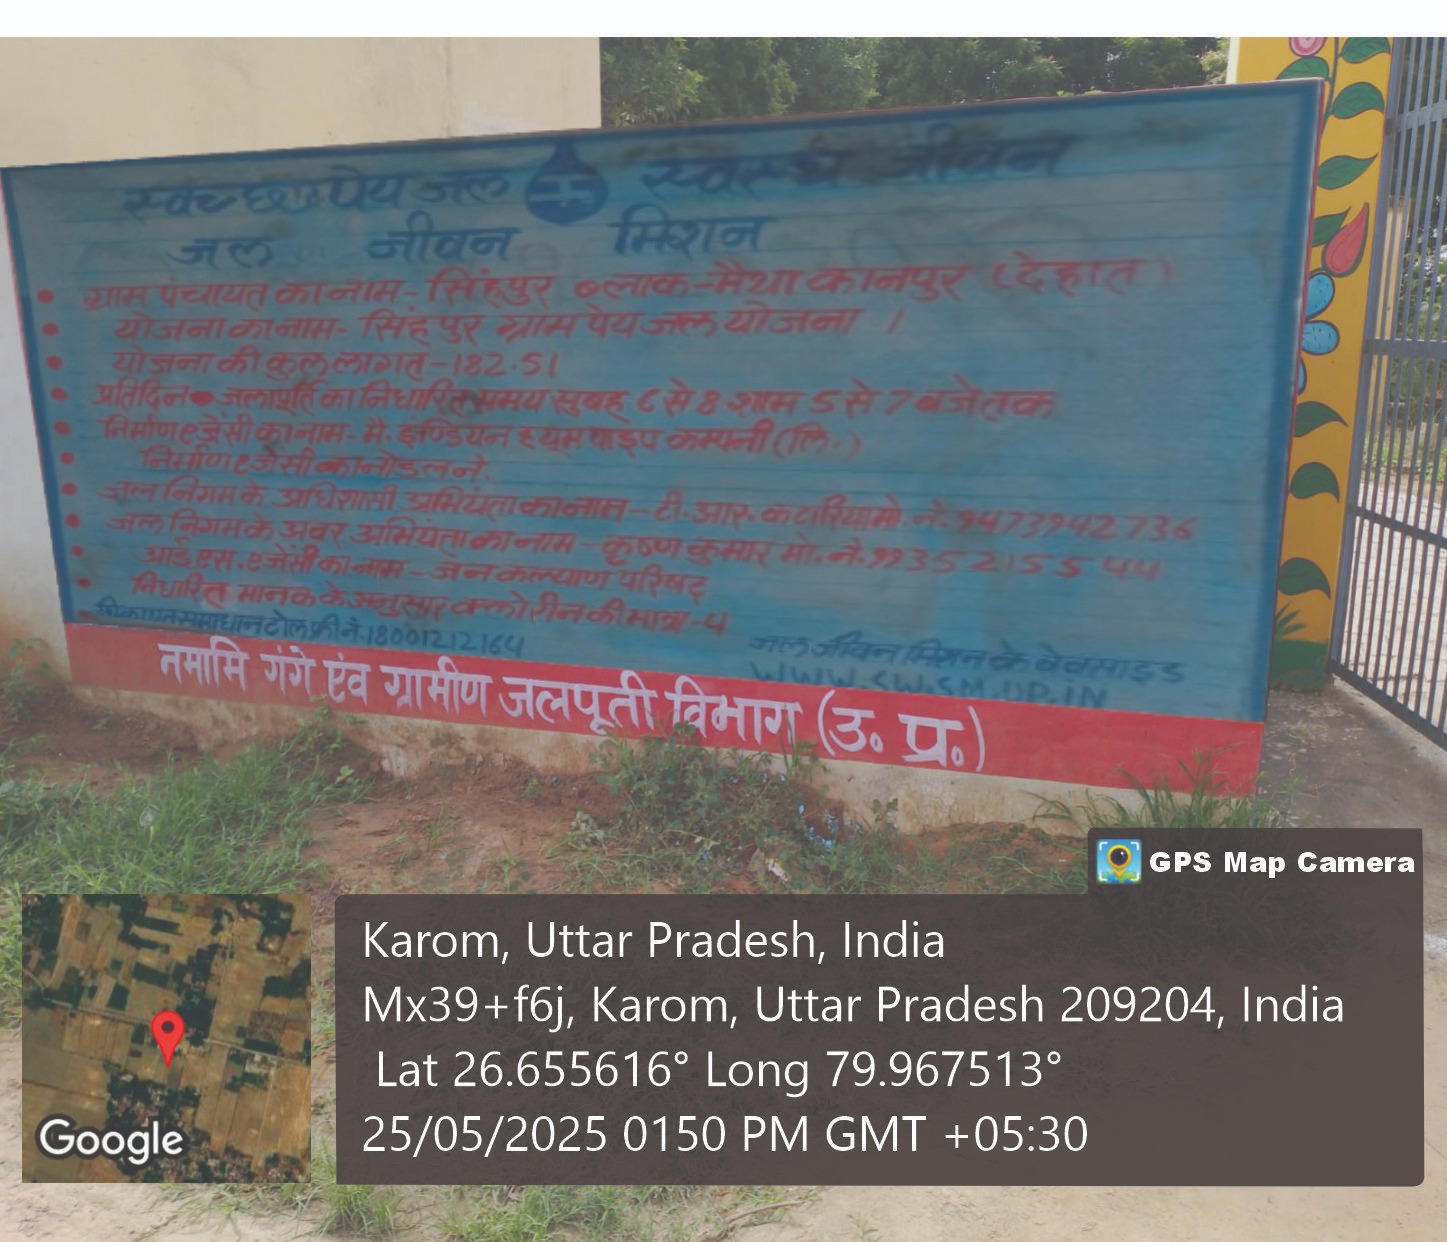 स्वच्छ पेय जल स्वस्थ जीवन
जल जीवन मिशन
ग्राम पंचायत का नाम- सिंहपुर ब्लाक-मैथा कानपुर (देहात)
योजना का नाम- सिंहपुर ग्राम पेयजल योजना ।
योजना की कुल लागत-182.51
प्रतिदिन जलापूर्ति का निर्धारित समय सुबह 6 से 8 शाम 5 से 7 बजे तक
निर्माण एजेंसी का नाम- मै. इण्डियन ह्यूम पाइप कम्पनी (लि.)
निर्माण एजेंसी का नोडल नं.
जल निगम के अधिशासी अभियंता का नाम- टी. आर. कटारिया मो. नं. 9473942736
जल निगम के अवर अभियंता का नाम- कृष्ण कुमार मो. नं. 9935215544
आई.एस. एजेंसी का नाम- जन कल्याण परिषद
निर्धारित मानक के अनुसार क्लोरीन की मात्रा-4
शिकायत समाधान टोल फ्री नं. 18001212164
जल जीवन मिशन के वेबसाइड
WWW.SWSM.UP.IN
नमामि गंगे एंव ग्रामीण जलपूर्ती विभाग (उ. प्र.)
GPS Map Camera
Karom, Uttar Pradesh, India
Mx39+f6j, Karom, Uttar Pradesh 209204, India
Lat 26.655616° Long 79.967513°
25/05/2025 0150 PM GMT +05:30
Google